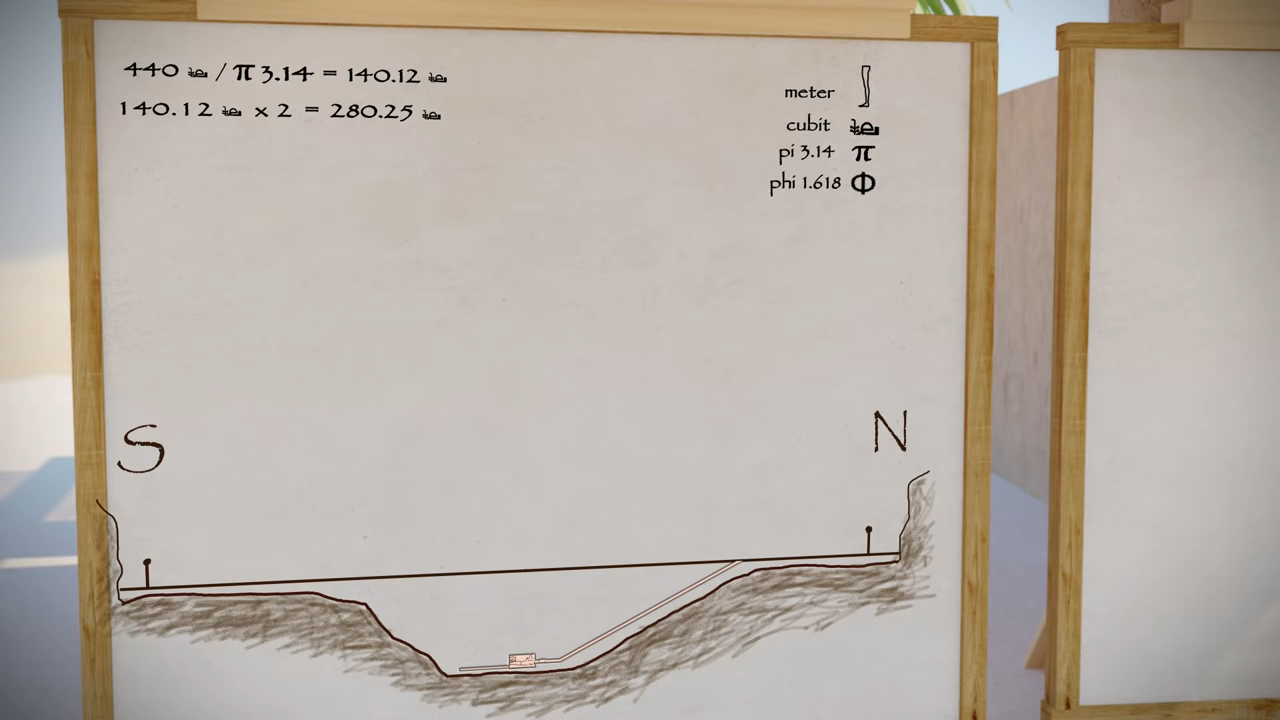 440 / π 3.14 = 140.12
140.12 x 2 = 280.25
meter
cubit
pi 3.14 π
phi 1.618 Φ
S
N